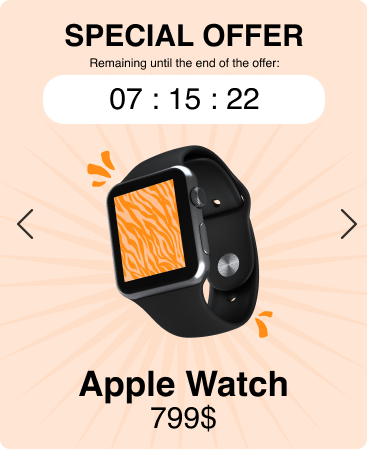 SPECIAL OFFER
Remaining until the end of the offer:
07 : 15 : 22
Apple Watch
799$